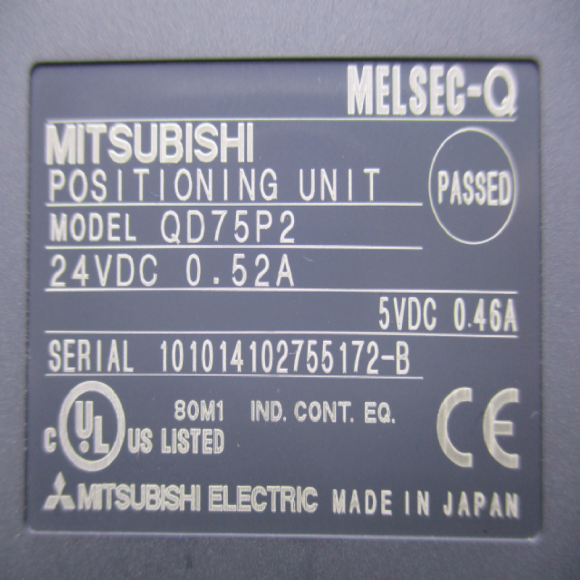 MELSEC-Q
MITSUBISHI
POSITIONING UNIT
PASSED
MODEL QD75P2
24VDC 0.52A
5VDC 0.46A
SERIAL 101014102755172-B
C UL US LISTED
80M1 IND. CONT. EQ.
CE
MITSUBISHI ELECTRIC MADE IN JAPAN